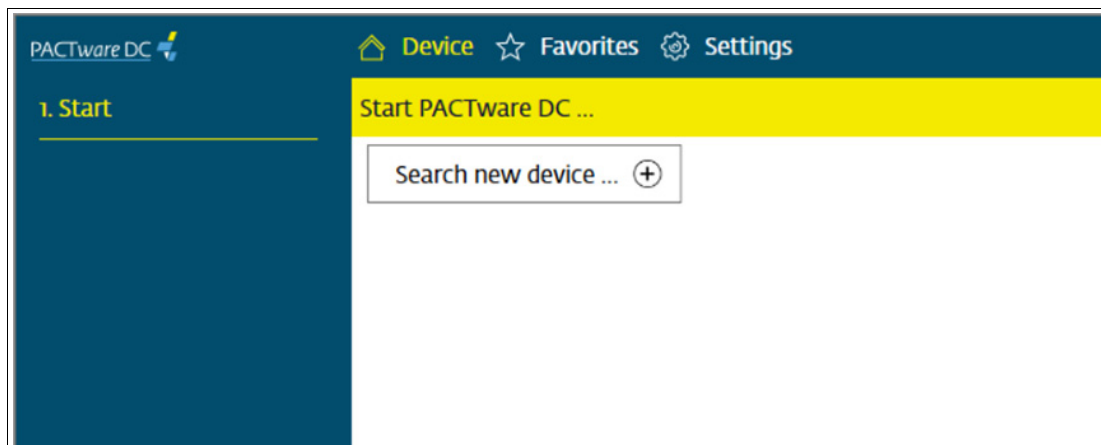 PACTware DC
Device Favorites Settings
1. Start
Start PACTware DC ...
Search new device ...